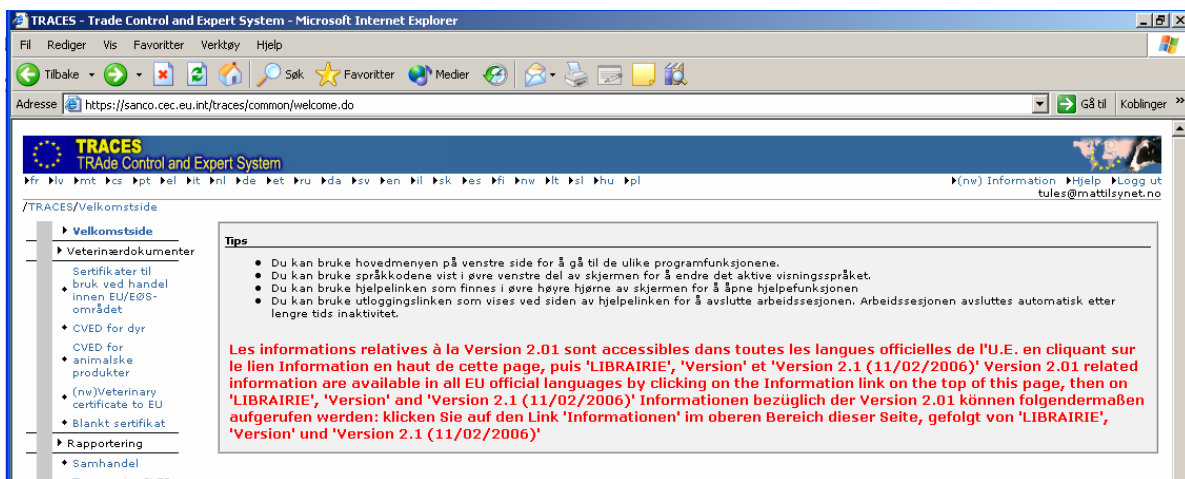 TRACES - Trade Control and Expert System - Microsoft Internet Explorer
Fil Rediger Vis Favoritter Verktøy Hjelp
Tilbake Søk Favoritter Medier
Adresse https://sanco.cec.eu.int/traces/common/welcome.do Gå til Koblinger »
TRACES
TRAde Control and Expert System
fr lv mt cs pt el it nl de et ru da sv en il sk es fi nw lt sl hu pl (nw) Information Hjelp Logg ut
tules@mattilsynet.no
/TRACES/Velkomstside
Velkomstside
Veterinærdokumenter
Sertifikater til
bruk ved handel
innen EU/EØS-
området
CVED for dyr
CVED for
animalske
produkter
(nw)Veterinary
certificate to EU
Blankt sertifikat
Rapportering
Samhandel
Tips
Du kan bruke hovedmenyen på venstre side for å gå til de ulike programfunksjonene.
Du kan bruke språkkodene vist i øvre venstre del av skjermen for å endre det aktive visningsspråket.
Du kan bruke hjelpelinken som finnes i øvre høyre hjørne av skjermen for å åpne hjelpefunksjonen
Du kan bruke utloggingslinken som vises ved siden av hjelpelinken for å avslutte arbeidssesjonen. Arbeidssesjonen avsluttes automatisk etter
lengre tids inaktivitet.
Les informations relatives à la Version 2.01 sont accessibles dans toutes les langues officielles de l'U.E. en cliquant sur
le lien Information en haut de cette page, puis 'LIBRAIRIE', 'Version' et 'Version 2.1 (11/02/2006)' Version 2.01 related
information are available in all EU official languages by clicking on the Information link on the top of this page, then on
'LIBRAIRIE', 'Version' and 'Version 2.1 (11/02/2006)' Informationen bezüglich der Version 2.01 können folgendermaßen
aufgerufen werden: klicken Sie auf den Link 'Informationen' im oberen Bereich dieser Seite, gefolgt von 'LIBRAIRIE',
'Version' und 'Version 2.1 (11/02/2006)'